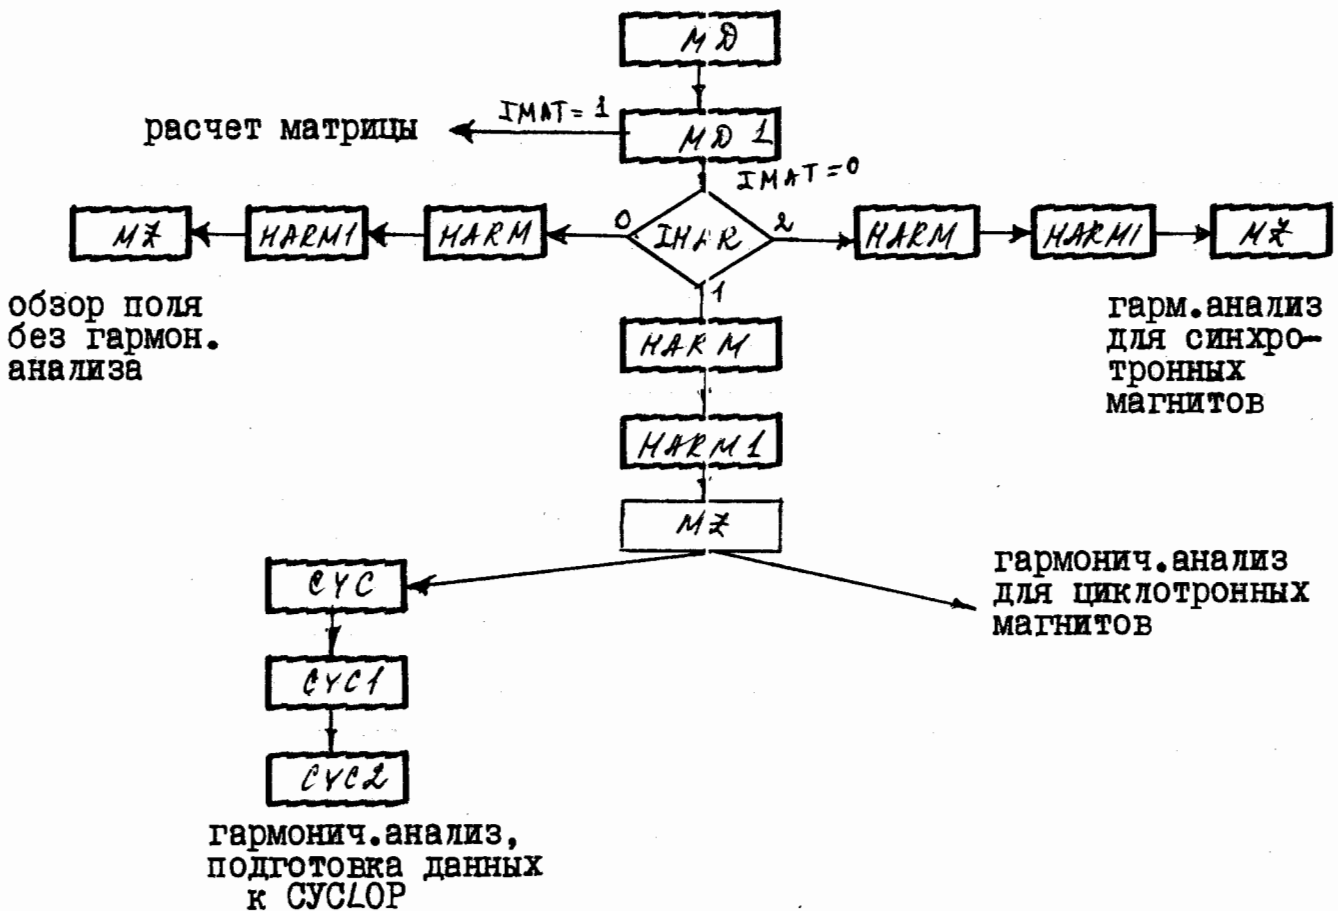 MD
IMAT = 1
расчет матрицы
MD 1
IMAT = 0
MZ
HARM1
HARM
0
IHAR
2
HARM
HARM1
MZ
1
обзор поля
без гармон.
анализа
гарм.анализ
для синхро-
тронных
магнитов
HARM
HARM1
MZ
CYC
гармонич.анализ
для циклотронных
магнитов
CYC1
CYC2
гармонич.анализ,
подготовка данных
к CYCLOP